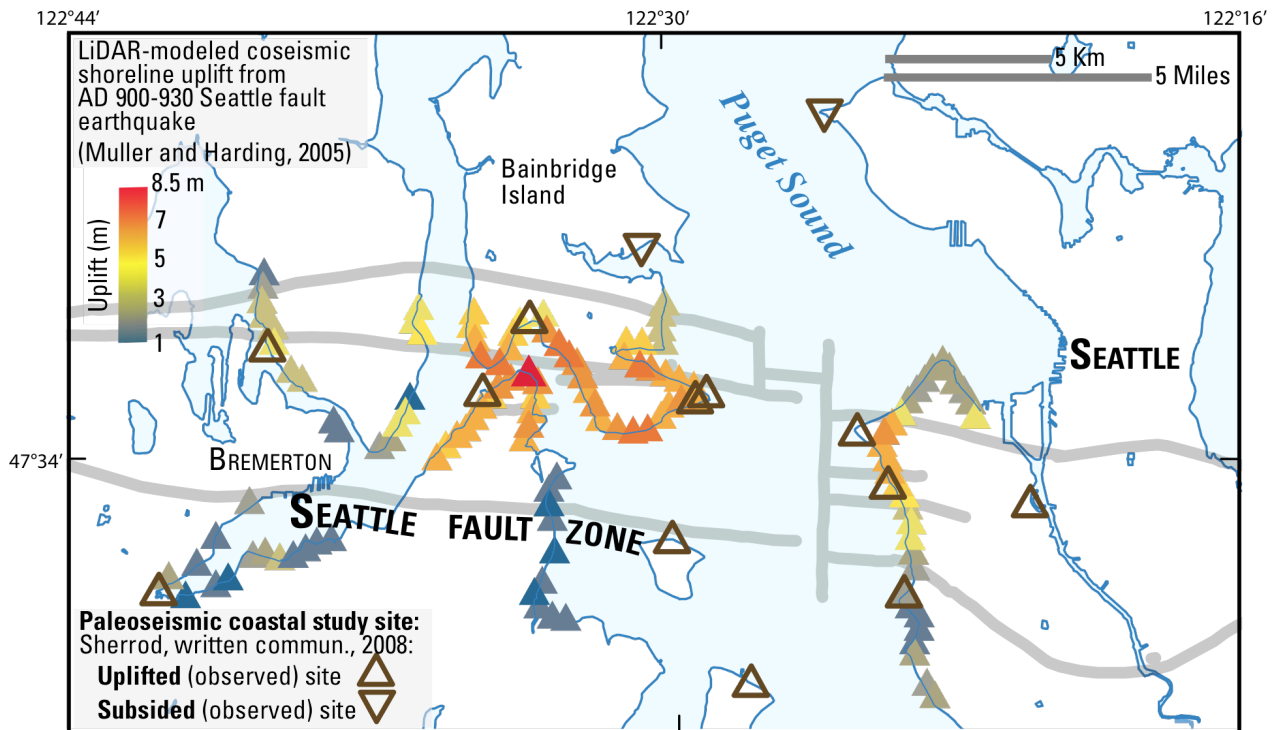 122°44′ 122°30′ 122°16′
LiDAR-modeled coseismic
shoreline uplift from
AD 900-930 Seattle fault
earthquake
(Muller and Harding, 2005)
5 Km
5 Miles
Puget Sound
Bainbridge
Island
8.5 m
7
5
3
1
Uplift (m)
SEATTLE
47°34′
BREMERTON
SEATTLE FAULT ZONE
Paleoseismic coastal study site:
Sherrod, written commun., 2008:
Uplifted (observed) site
Subsided (observed) site